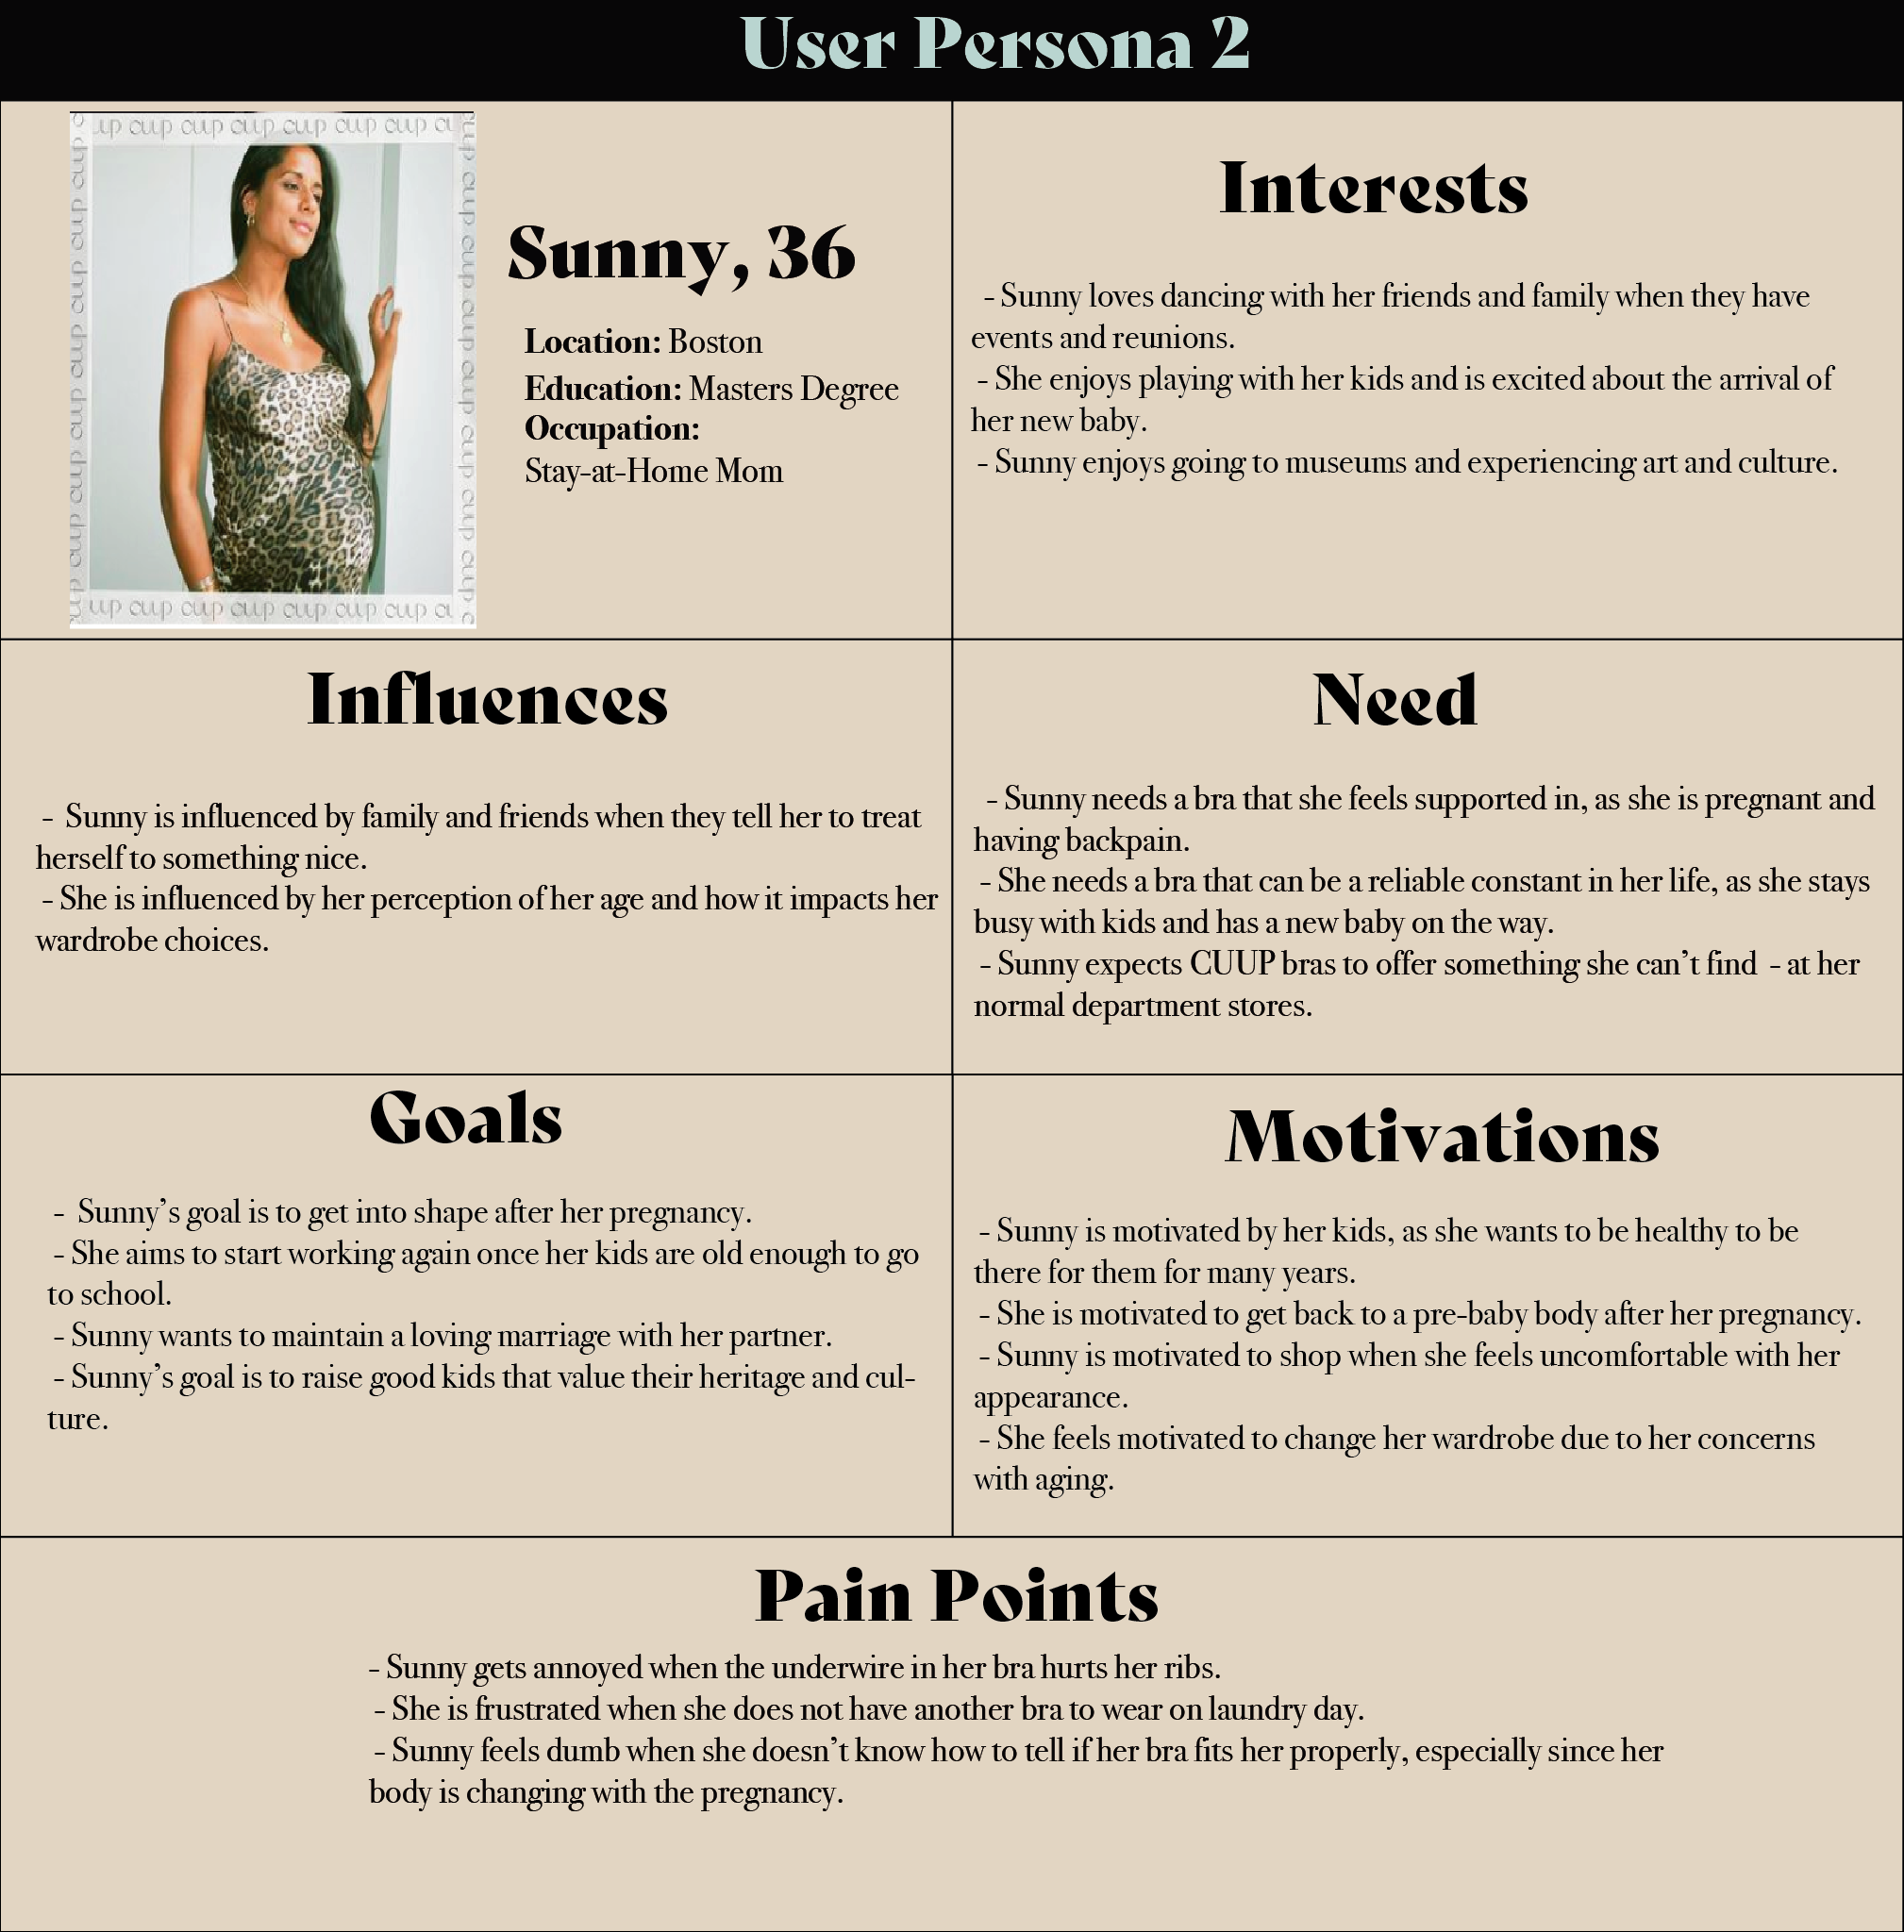 User Persona 2
cuup cuup cuup cuup cuup cuup
Sunny, 36
Location: Boston
Education: Masters Degree
Occupation:
Stay-at-Home Mom
cuup cuup cuup cuup cuup cuup
Interests
- Sunny loves dancing with her friends and family when they have
events and reunions.
- She enjoys playing with her kids and is excited about the arrival of
her new baby.
- Sunny enjoys going to museums and experiencing art and culture.
Influences
- Sunny is influenced by family and friends when they tell her to treat
herself to something nice.
- She is influenced by her perception of her age and how it impacts her
wardrobe choices.
Need
- Sunny needs a bra that she feels supported in, as she is pregnant and
having backpain.
- She needs a bra that can be a reliable constant in her life, as she stays
busy with kids and has a new baby on the way.
- Sunny expects CUUP bras to offer something she can't find - at her
normal department stores.
Goals
- Sunny's goal is to get into shape after her pregnancy.
- She aims to start working again once her kids are old enough to go
to school.
- Sunny wants to maintain a loving marriage with her partner.
- Sunny's goal is to raise good kids that value their heritage and cul-
ture.
Motivations
- Sunny is motivated by her kids, as she wants to be healthy to be
there for them for many years.
- She is motivated to get back to a pre-baby body after her pregnancy.
- Sunny is motivated to shop when she feels uncomfortable with her
appearance.
- She feels motivated to change her wardrobe due to her concerns
with aging.
Pain Points
- Sunny gets annoyed when the underwire in her bra hurts her ribs.
- She is frustrated when she does not have another bra to wear on laundry day.
- Sunny feels dumb when she doesn't know how to tell if her bra fits her properly, especially since her
body is changing with the pregnancy.